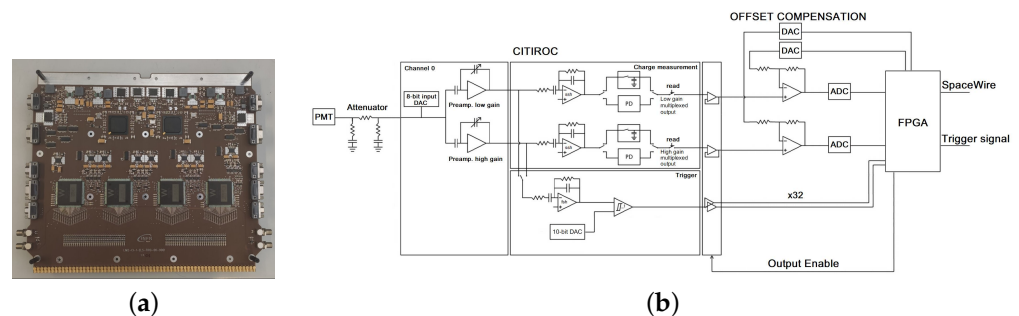 OFFSET COMPENSATION
DAC
DAC
CITIROC
Channel 0
8-bit input
DAC
Preamp. low gain
Preamp. high gain
Charge measurement
read
Low gain
multiplexed
output
PD
read
High gain
multiplexed
output
PD
Attenuator
PMT
ADC
ADC
FPGA
SpaceWire
Trigger signal
Trigger
10-bit DAC
x32
Output Enable
(a)
(b)